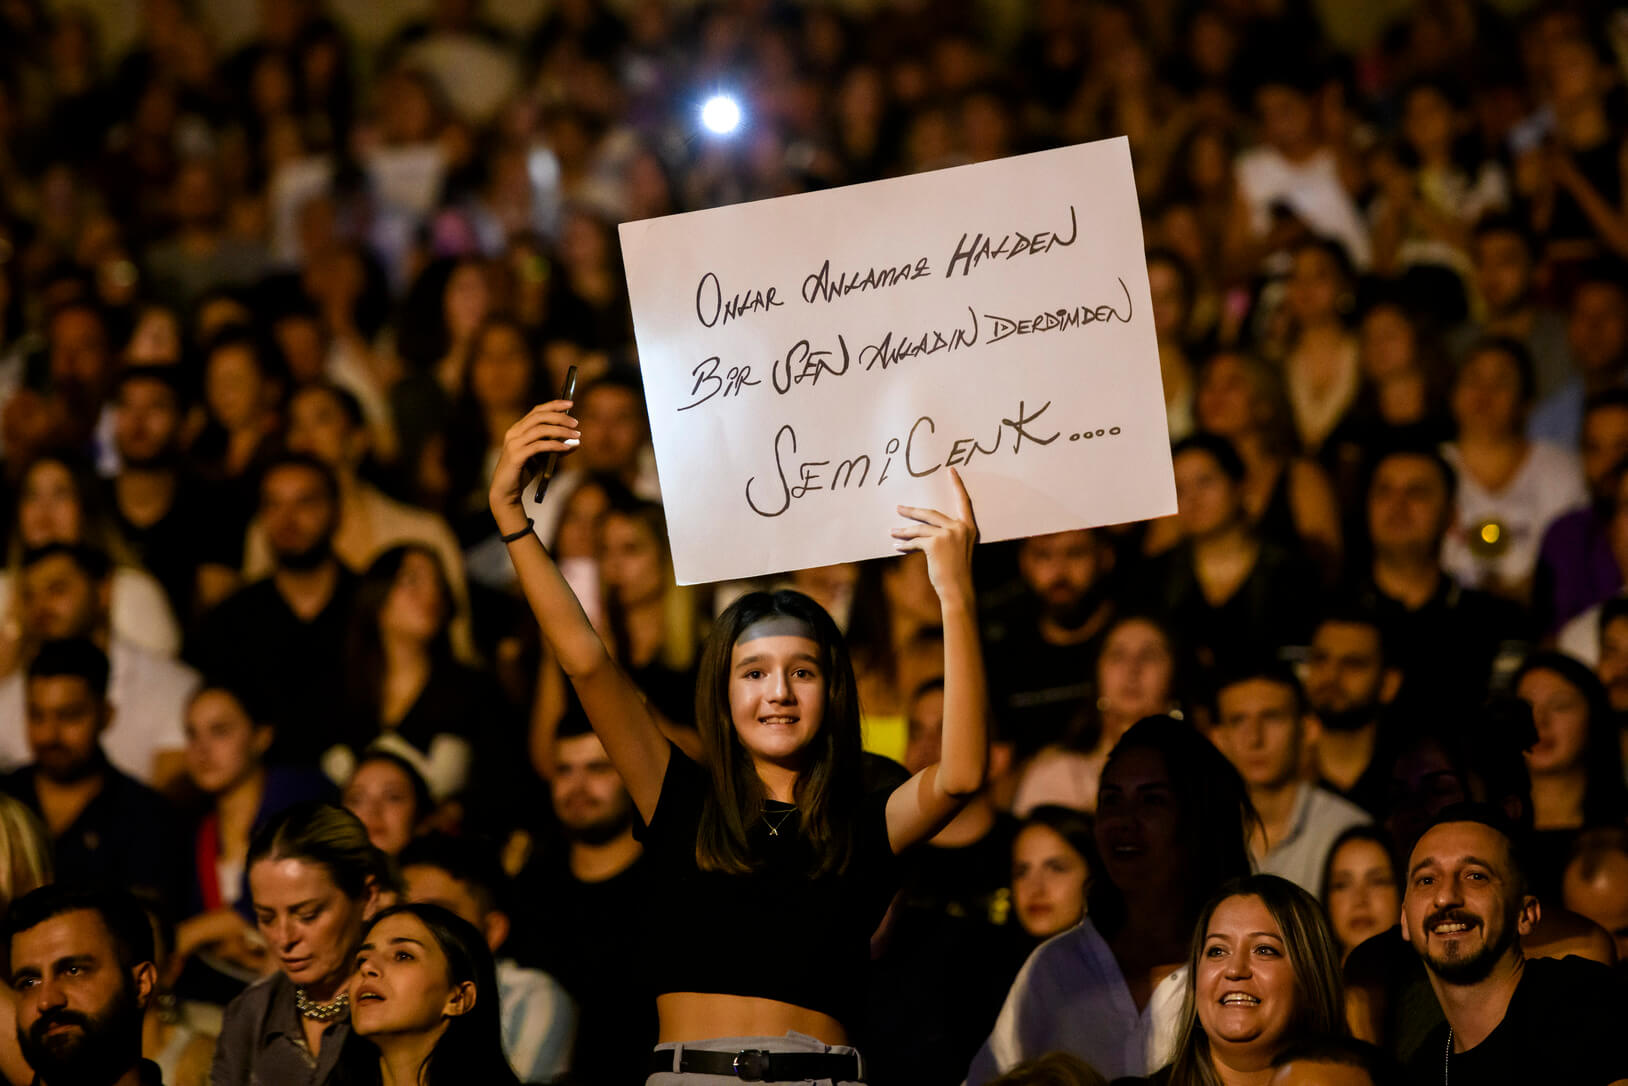 Onlar Anlamaz Halden
Bir Sen Anladın Derdimden
SemiCenk....